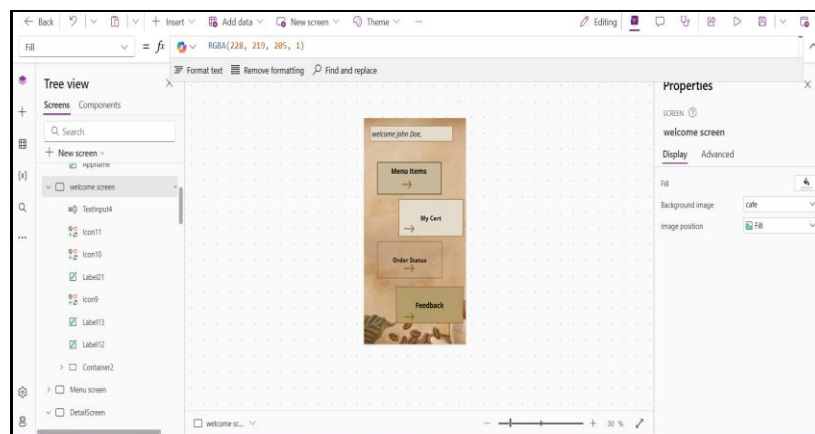 Back Insert Add data New screen Theme Editing
Fill = fx RGBA(228, 219, 205, 1)
Format text Remove formatting Find and replace
Tree view
Screens Components
Search
New screen
Appname
welcome screen
TextInput4
Icon11
Icon10
Label21
Icon9
Label13
Label12
Container2
Menu screen
DetailScreen
welcome John Doe,
Menu Items
My Cart
Order Status
Feedback
welcome sc...
30 %
Properties
SCREEN
welcome screen
Display Advanced
Fill
Background image cafe
Image position Fill